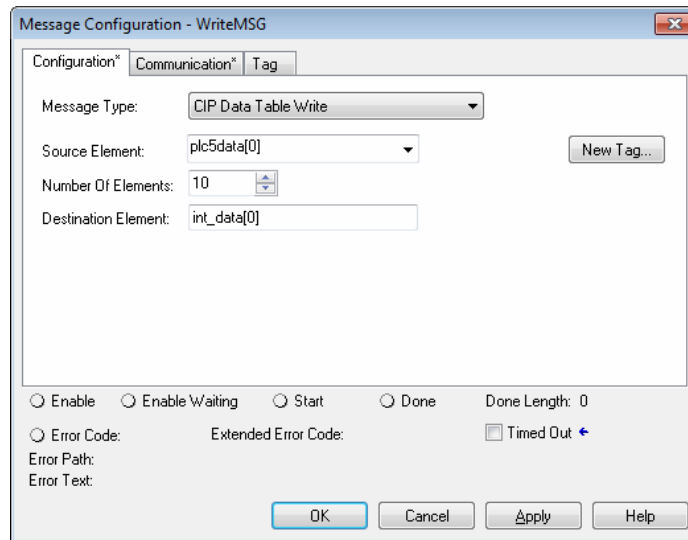 Message Configuration - WriteMSG
Configuration* Communication* Tag
Message Type: CIP Data Table Write
Source Element: plc5data[0] New Tag...
Number Of Elements: 10
Destination Element: int_data[0]
Enable Enable Waiting Start Done Done Length: 0
Error Code: Extended Error Code: Timed Out
Error Path:
Error Text:
OK Cancel Apply Help